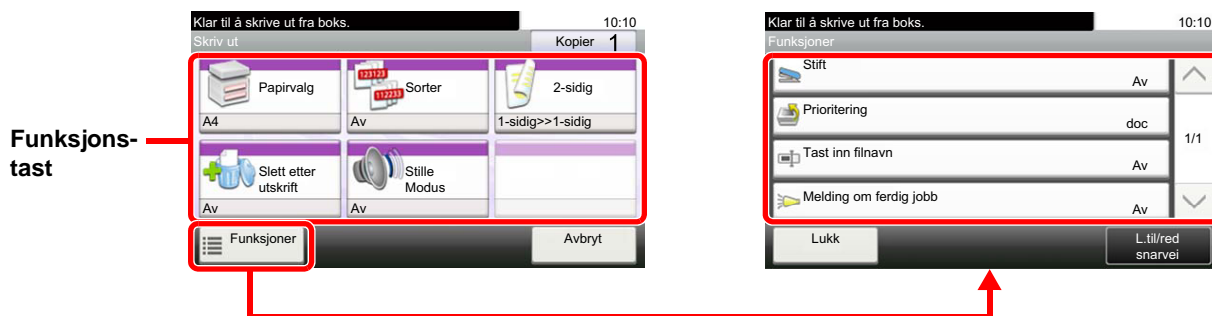 Klar til å skrive ut fra boks.
10:10
Skriv ut
Kopier 1
Papirvalg
A4
Sorter
Av
2-sidig
1-sidig>>1-sidig
Slett etter
utskrift
Av
Stille
Modus
Av
Funksjoner
Avbryt
Funksjons-
tast
Klar til å skrive ut fra boks.
10:10
Funksjoner
Stift
Av
Prioritering
doc
1/1
Tast inn filnavn
Av
Melding om ferdig jobb
Av
Lukk
L.til/red
snarvei
123123
112233